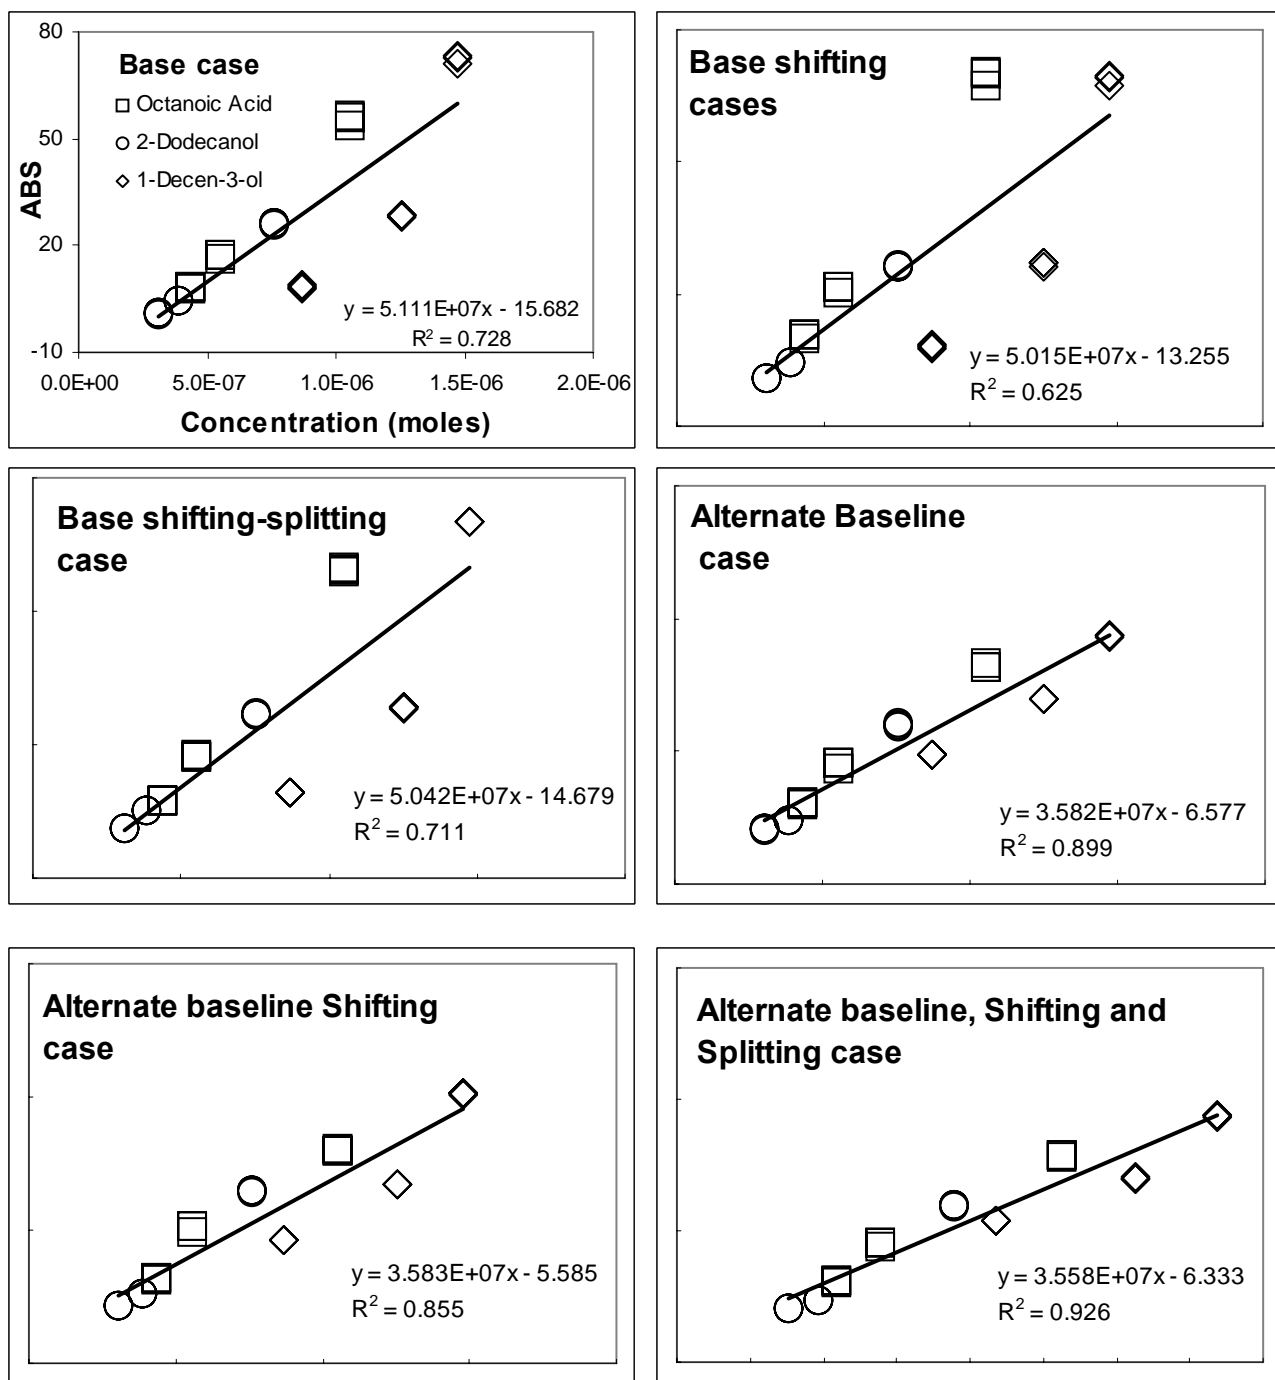 80
Base case
Octanoic Acid
2-Dodecanol
50
1-Decen-3-ol
ABS
20
y = 5.111E+07x - 15.682
R² = 0.728
-10
0.0E+00 5.0E-07 1.0E-06 1.5E-06 2.0E-06
Concentration (moles)
Base shifting
cases
y = 5.015E+07x - 13.255
R² = 0.625
Base shifting-splitting
case
y = 5.042E+07x - 14.679
R² = 0.711
Alternate Baseline
case
y = 3.582E+07x - 6.577
R² = 0.899
Alternate baseline Shifting
case
y = 3.583E+07x - 5.585
R² = 0.855
Alternate baseline, Shifting and
Splitting case
y = 3.558E+07x - 6.333
R² = 0.926